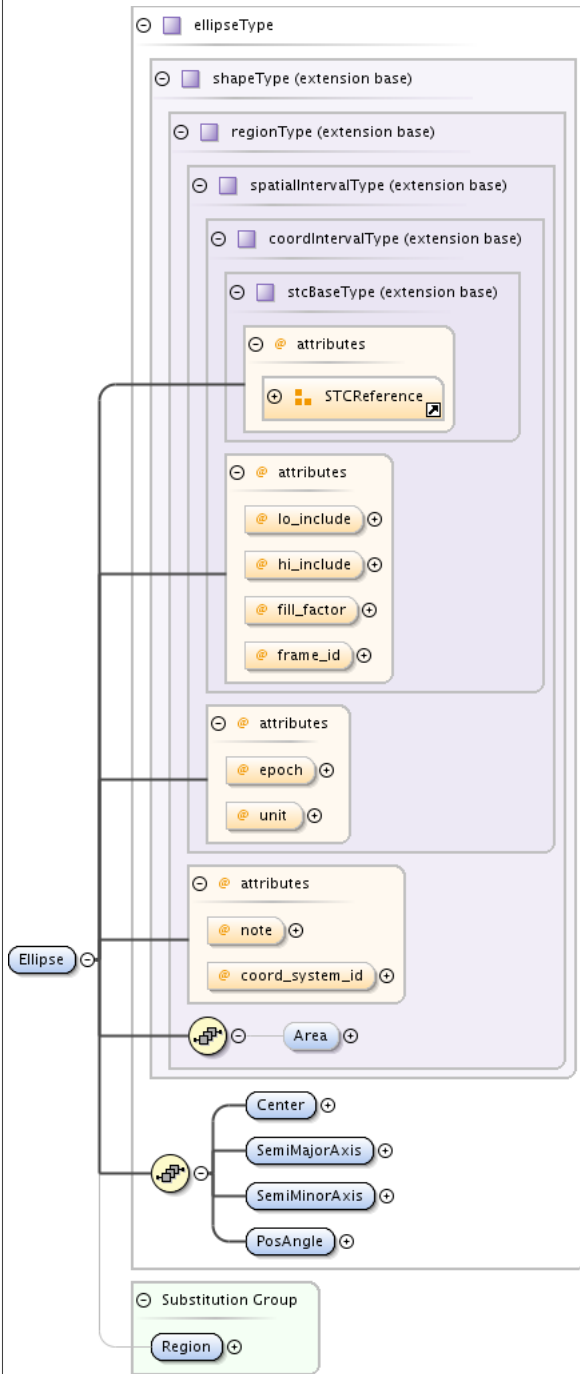 ellipseType
shapeType (extension base)
regionType (extension base)
spatialIntervalType (extension base)
coordIntervalType (extension base)
stcBaseType (extension base)
@ attributes
STCReference
@ attributes
@ lo_include
@ hi_include
@ fill_factor
@ frame_id
@ attributes
@ epoch
@ unit
@ attributes
@ note
Ellipse
@ coord_system_id
Area
Center
SemiMajorAxis
SemiMinorAxis
PosAngle
Substitution Group
Region